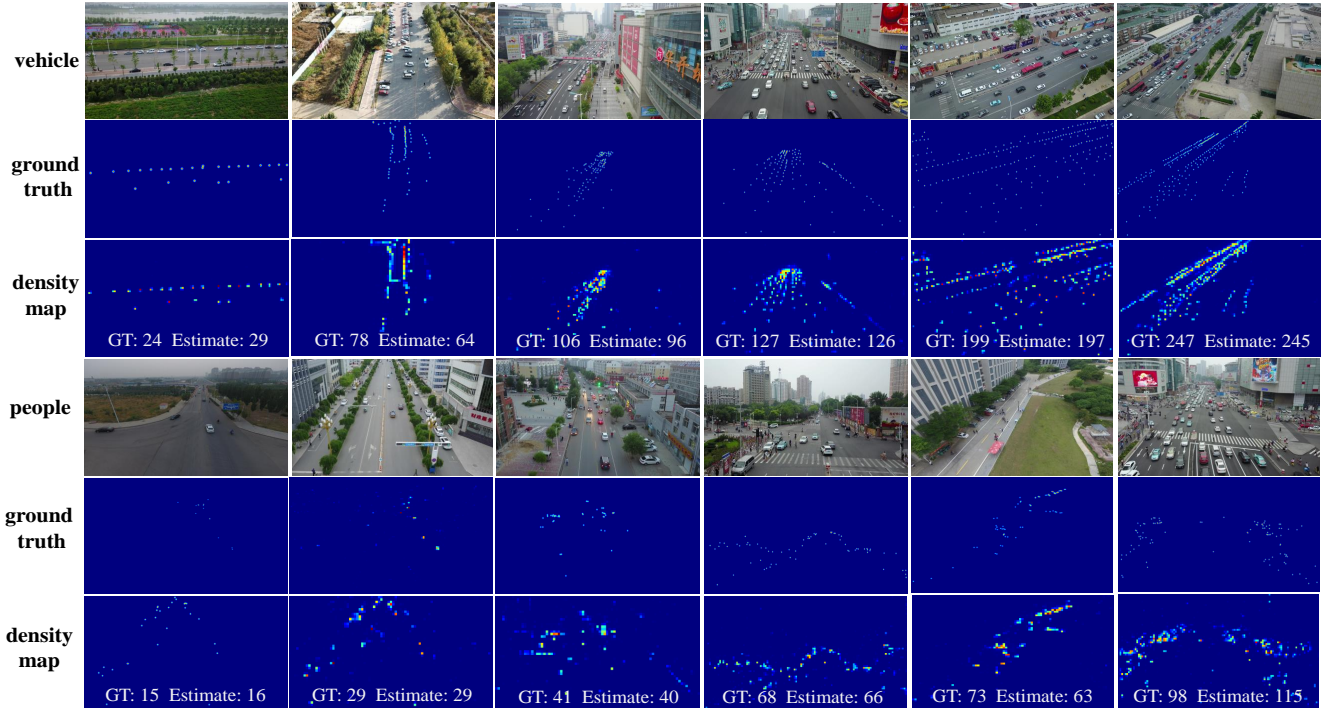 vehicle
ground
truth
density
map
GT: 24 Estimate: 29
GT: 78 Estimate: 64
GT: 106 Estimate: 96
GT: 127 Estimate: 126
GT: 199 Estimate: 197
GT: 247 Estimate: 245
people
ground
truth
density
map
GT: 15 Estimate: 16
GT: 29 Estimate: 29
GT: 41 Estimate: 40
GT: 68 Estimate: 66
GT: 73 Estimate: 63
GT: 98 Estimate: 115